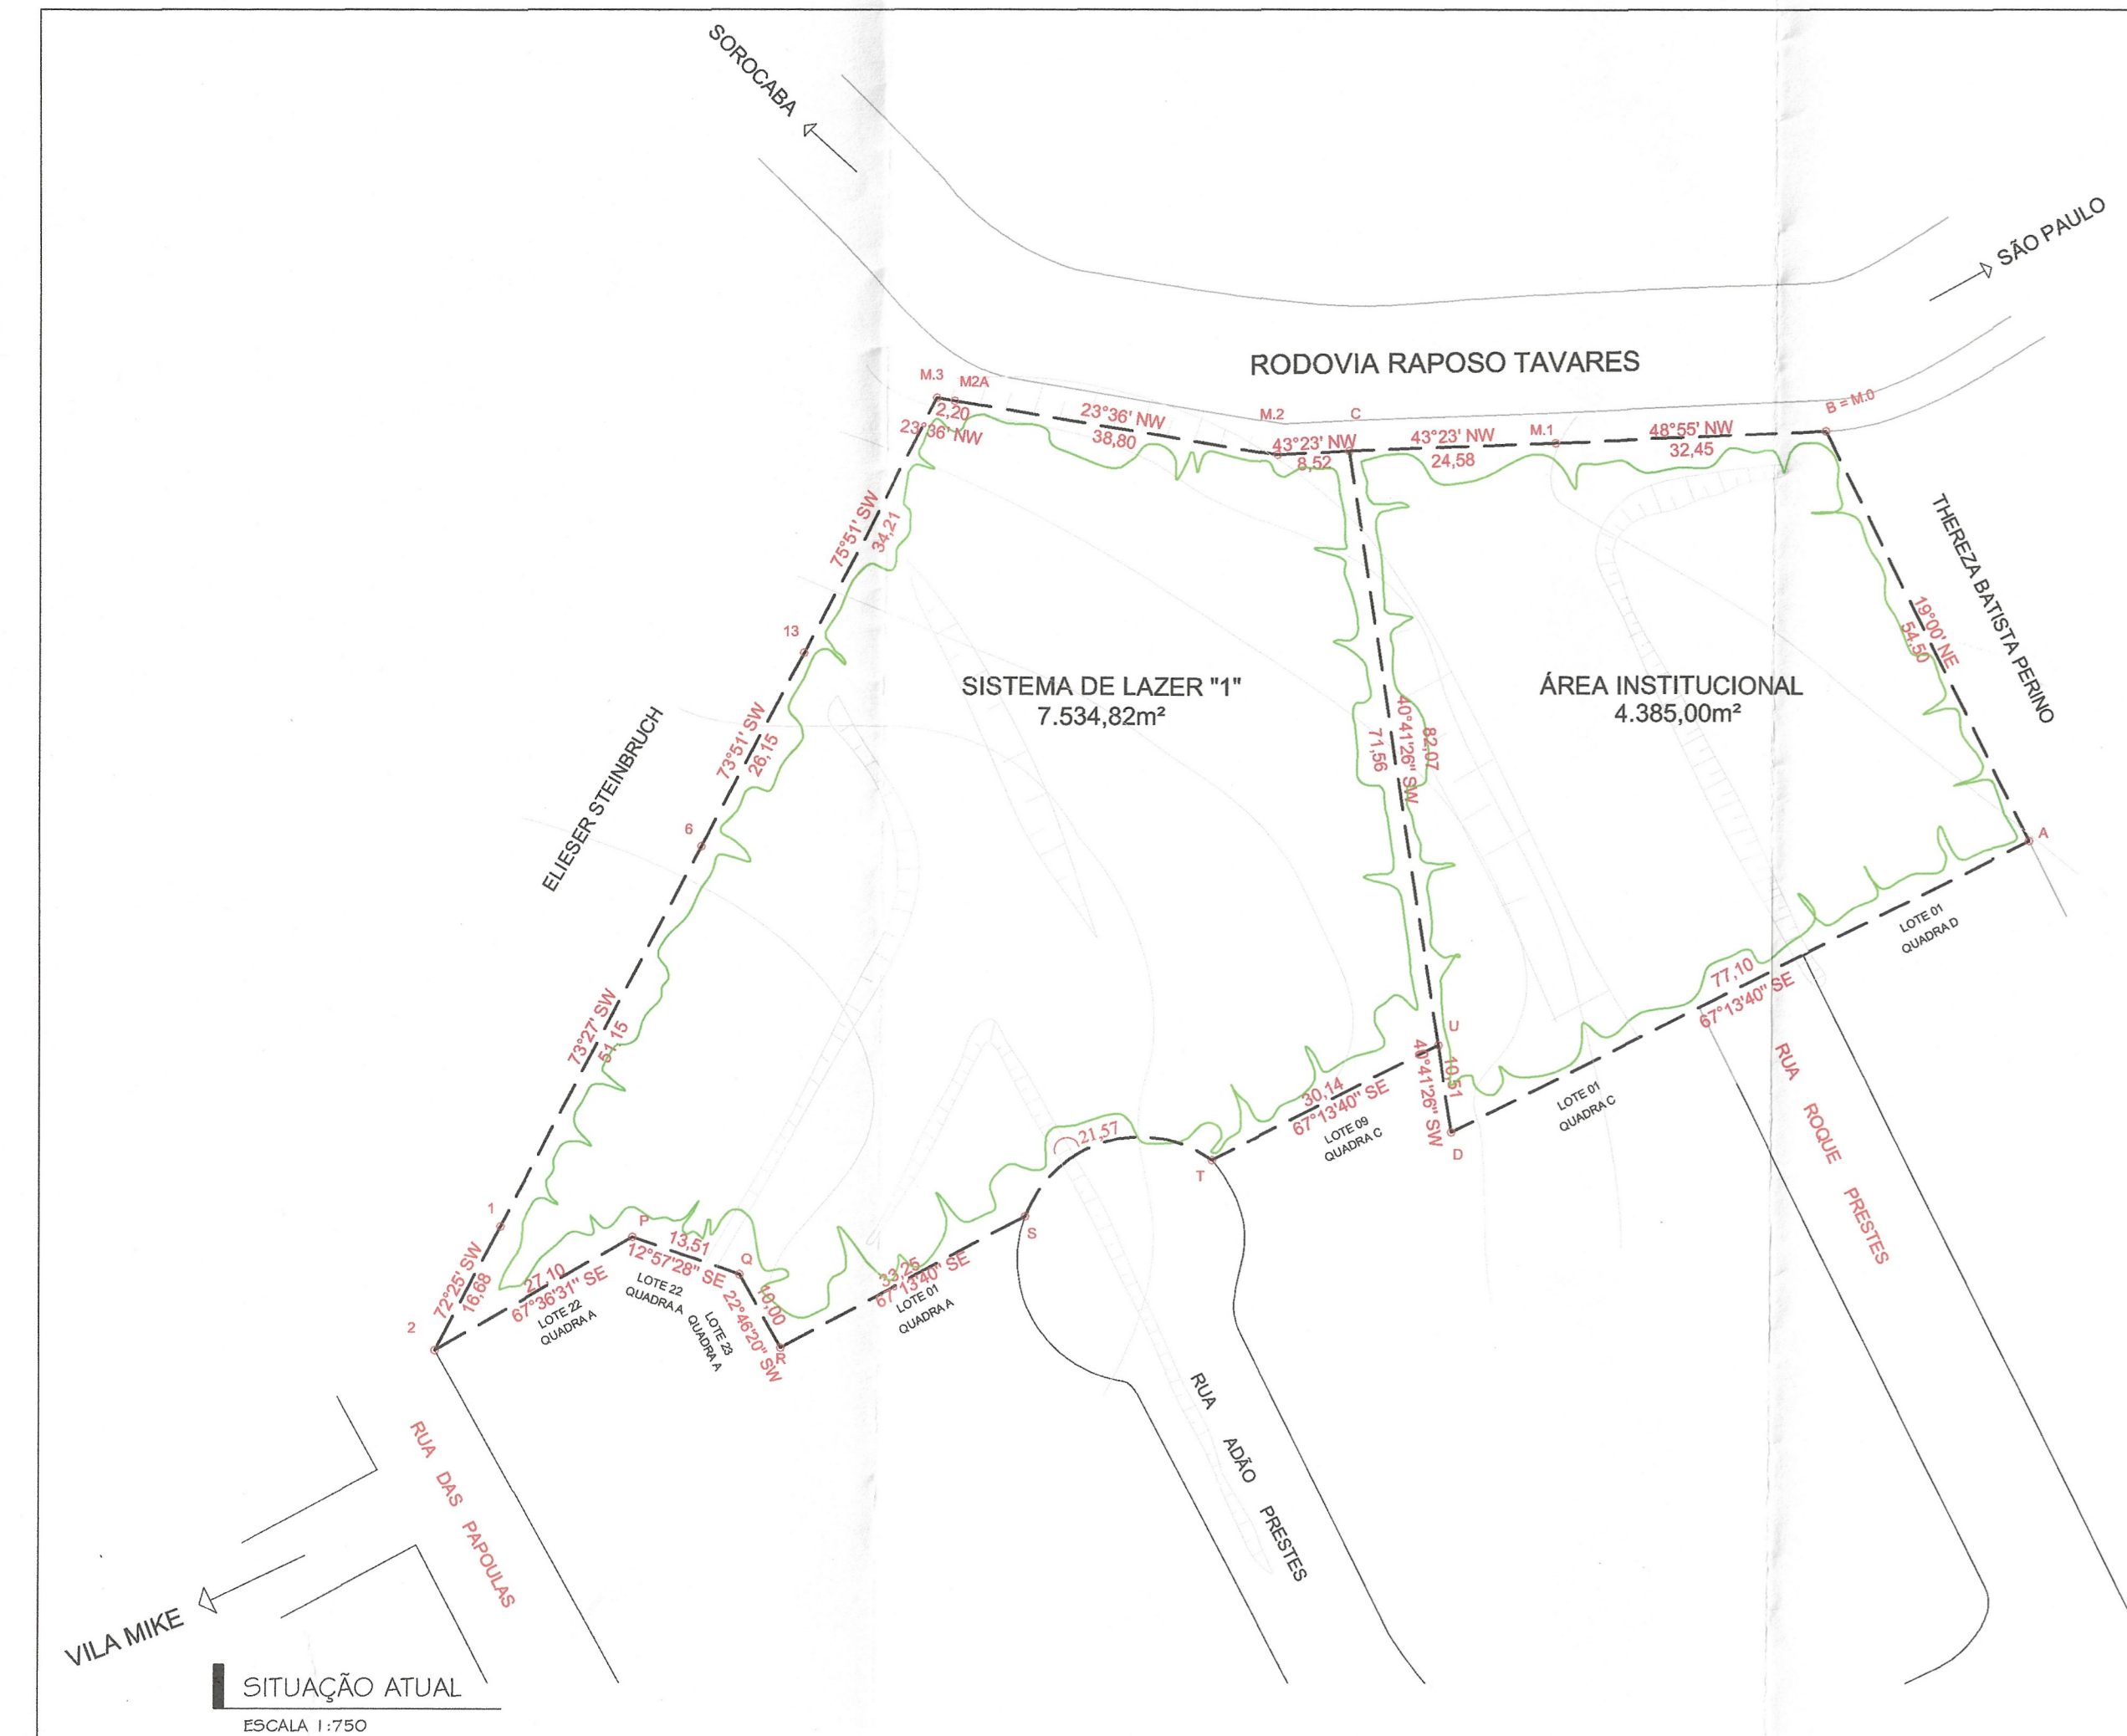 SOROCABA
SÃO PAULO
RODOVIA RAPOSO TAVARES
M.3
M2A
2,20
23°36' NW
23°36' NW
38,80
M.2
C
43°23' NW
8,52
43°23' NW
24,58
M.1
48°55' NW
32,45
B = M.0
75°51' SW
34,21
THEREZA BATISTA PERINO
19°00' NE
54,50
13
SISTEMA DE LAZER "1"
7.534,82m²
ÁREA INSTITUCIONAL
4.385,00m²
73°51' SW
26,15
71,56
40°41'26" SW
82,07
ELIESER STEINBRUCH
6
A
LOTE 01
QUADRA D
77,10
67°13'40" SE
73°27' SW
51,15
U
10,51
40°41'26" SW
D
30,14
67°13'40" SE
LOTE 09
QUADRA C
LOTE 01
QUADRA C
21,57
T
S
1
P
13,51
12°57'28" SE
Q
10,00
22°46'20" SW
R
33,25
67°13'40" SE
LOTE 01
QUADRA A
72°25' SW
16,68
27,10
67°36'31" SE
LOTE 22
QUADRA A
LOTE 22
QUADRA A
LOTE 23
QUADRA A
2
RUA ROQUE PRESTES
RUA ADÃO PRESTES
RUA DAS PAPOULAS
VILA MIKE
SITUAÇÃO ATUAL
ESCALA 1:750